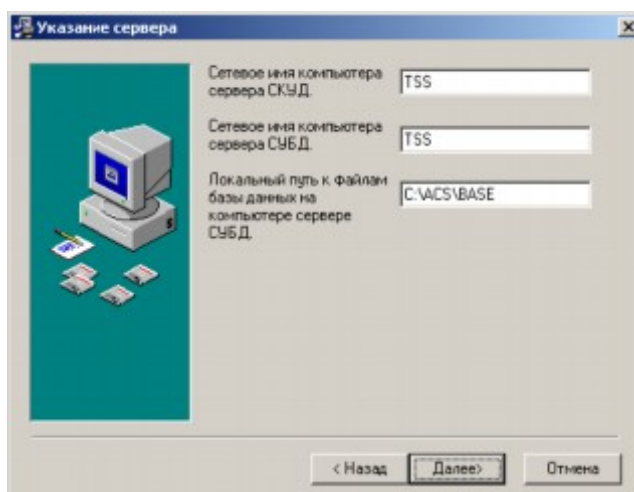 Указание сервера
Сетевое имя компьютера
сервера СКУД.
TSS
Сетевое имя компьютера
сервера СУБД.
TSS
Локальный путь к файлам
базы данных на
компьютере сервере
СУБД.
C:\ACS\BASE
< Назад
Далее>
Отмена